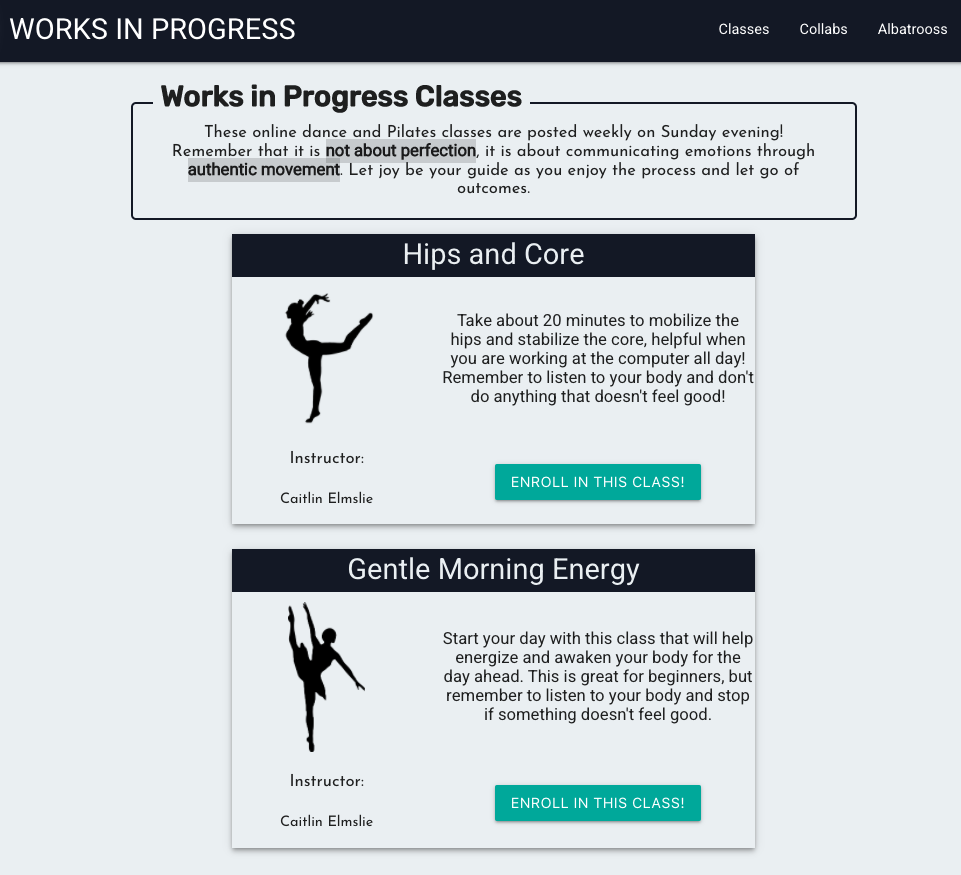 WORKS IN PROGRESS
Classes Collabs Albatrooss
Works in Progress Classes
These online dance and Pilates classes are posted weekly on Sunday evening!
Remember that it is not about perfection, it is about communicating emotions through
authentic movement. Let joy be your guide as you enjoy the process and let go of
outcomes.
Hips and Core
Take about 20 minutes to mobilize the
hips and stabilize the core, helpful when
you are working at the computer all day!
Remember to listen to your body and don't
do anything that doesn't feel good!
Instructor:
Caitlin Elmslie
ENROLL IN THIS CLASS!
Gentle Morning Energy
Start your day with this class that will help
energize and awaken your body for the
day ahead. This is great for beginners, but
remember to listen to your body and stop
if something doesn't feel good.
Instructor:
Caitlin Elmslie
ENROLL IN THIS CLASS!